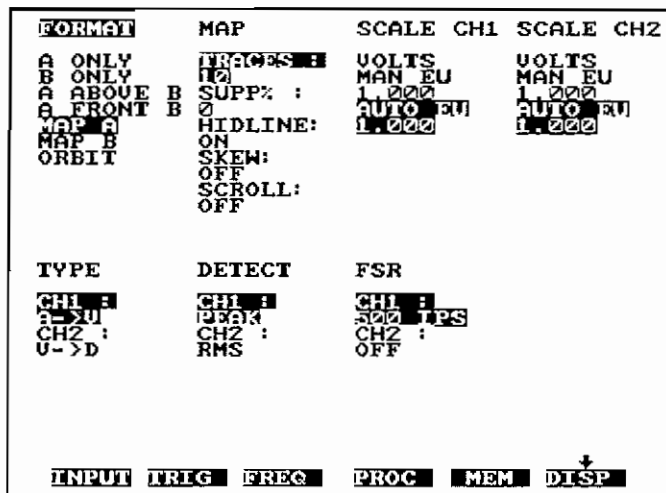 FORMAT
A ONLY
B ONLY
A ABOVE B
A FRONT B
MAP A
MAP B
ORBIT
MAP
TRACES :
10
SUPP% :
0
HIDLINE:
ON
SKEW:
OFF
SCROLL:
OFF
SCALE CH1
VOLTS
MAN EU
1.000
AUTO EU
1.000
SCALE CH2
VOLTS
MAN EU
1.000
AUTO EU
1.000
TYPE
CH1 :
A->V
CH2 :
V->D
DETECT
CH1 :
PEAK
CH2 :
RMS
FSR
CH1 :
500 IPS
CH2 :
OFF
INPUT TRIG FREQ PROC MEM DISP